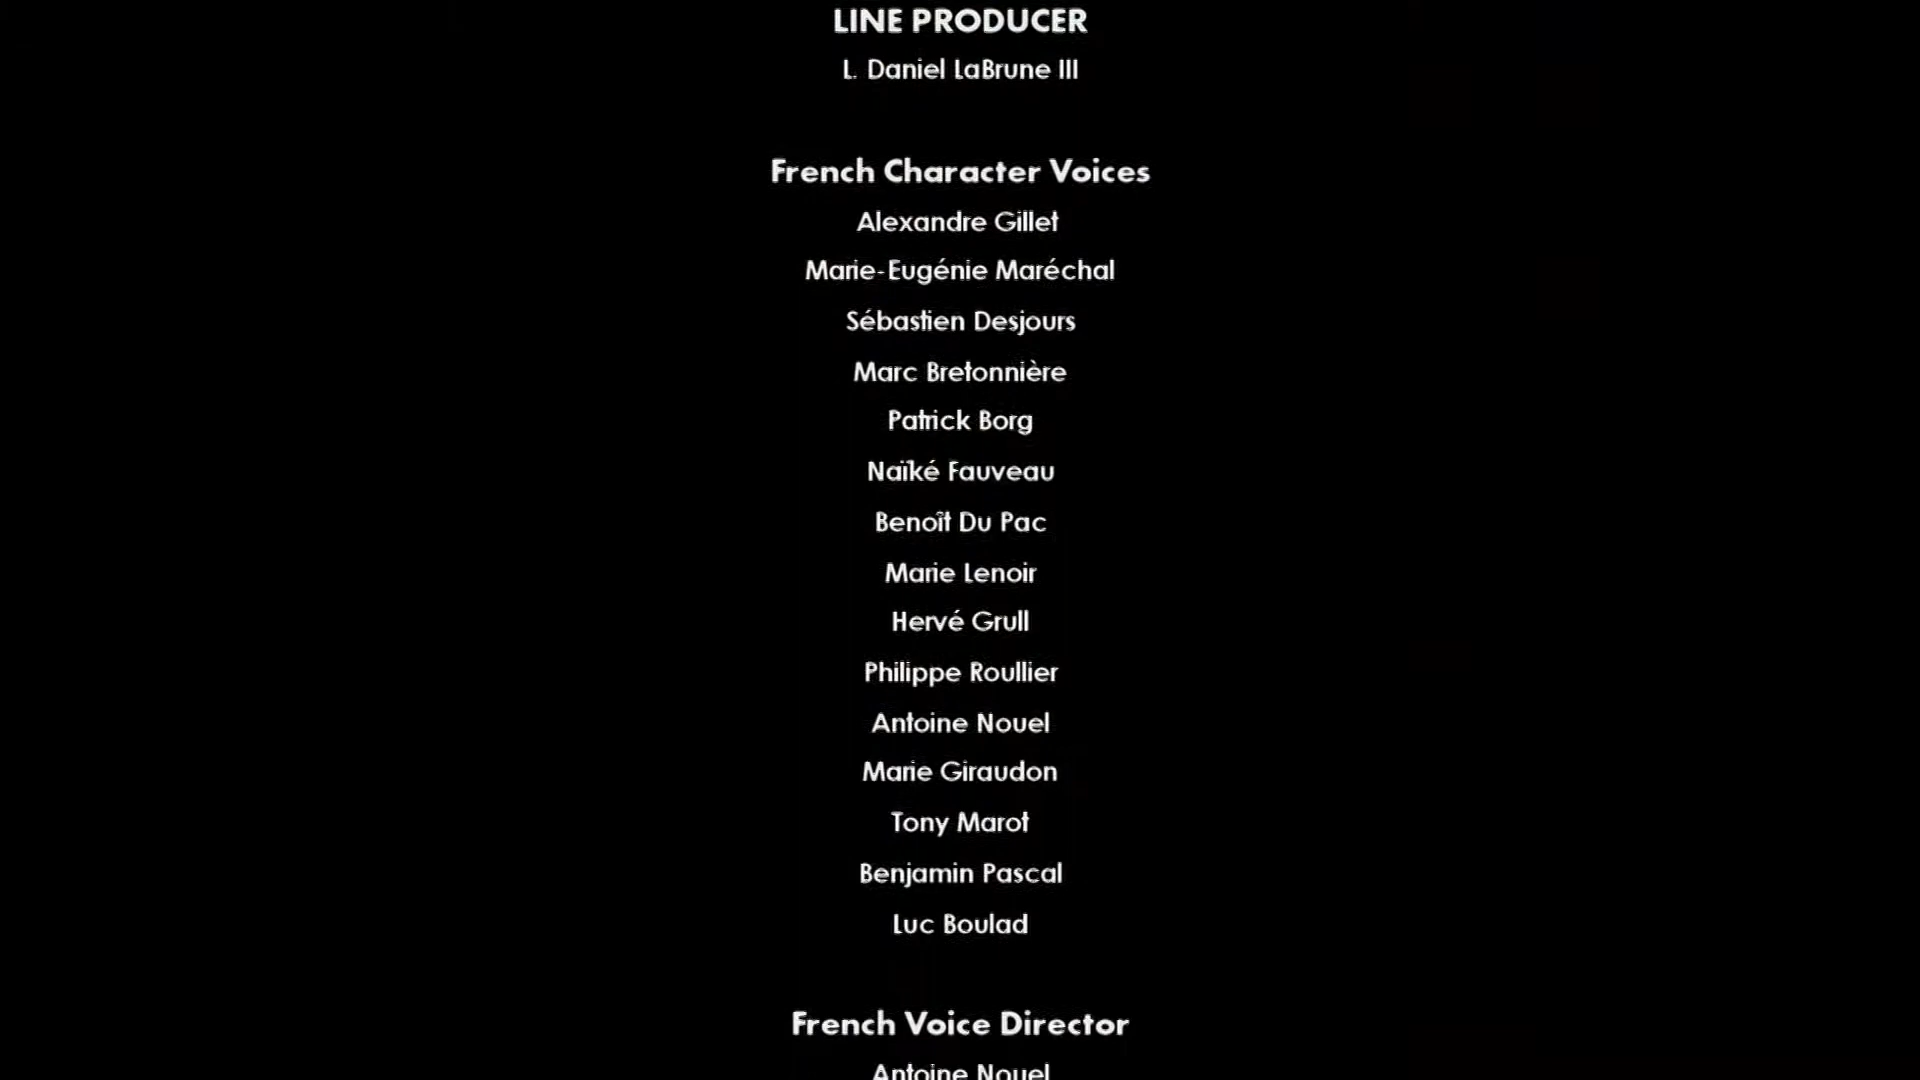 LINE PRODUCER
L. Daniel LaBrune III
French Character Voices
Alexandre Gillet
Marie-Eugénie Maréchal
Sébastien Desjours
Marc Bretonnière
Patrick Borg
Naïké Fauveau
Benoît Du Pac
Marie Lenoir
Hervé Grull
Philippe Roullier
Antoine Nouel
Marie Giraudon
Tony Marot
Benjamin Pascal
Luc Boulad
French Voice Director
Antoine Nouel